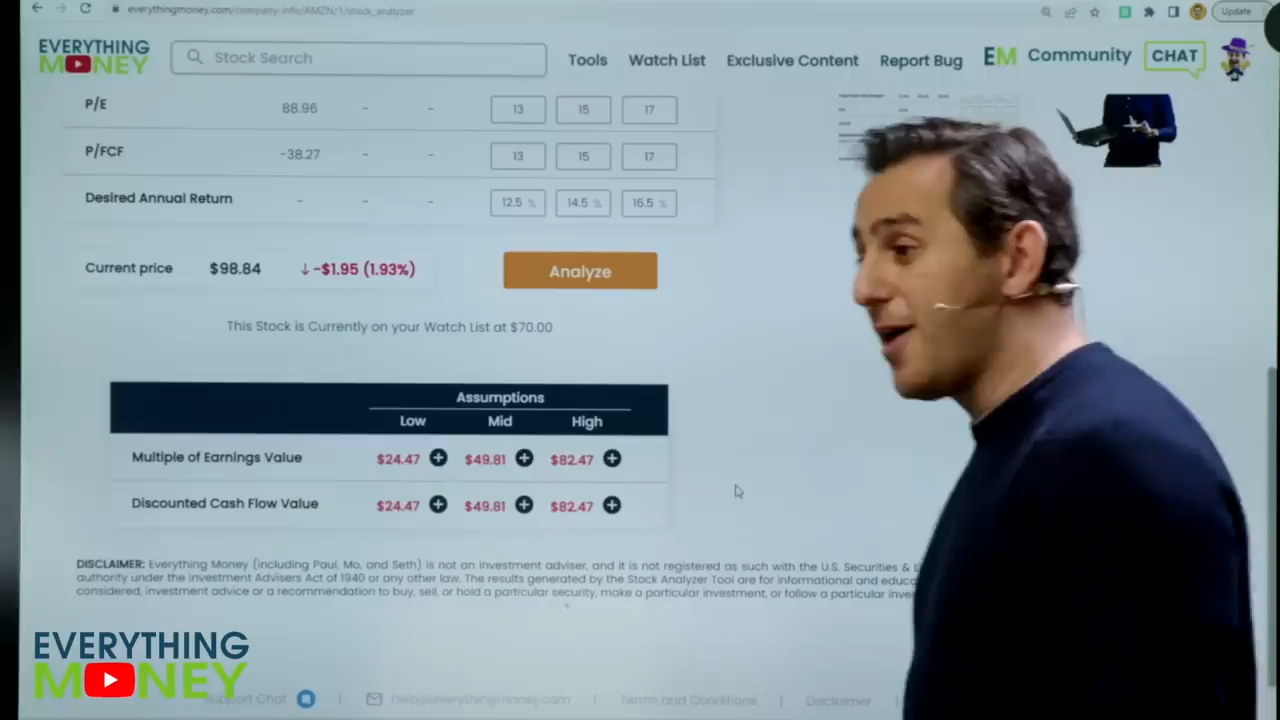 everythingmoney.com/company-info/AMZN/1/stock_analyzer
Update
EVERYTHING
MONEY
Stock Search
Tools
Watch List
Exclusive Content
Report Bug
EM Community
CHAT
P/E 88.96 - - 13 15 17
P/FCF -38.27 - - 13 15 17
Desired Annual Return - - - 12.5 % 14.5 % 16.5 %
Current price $98.84 ↓-$1.95 (1.93%)
Analyze
This Stock is Currently on your Watch List at $70.00
Assumptions
Low Mid High
Multiple of Earnings Value $24.47 $49.81 $82.47
Discounted Cash Flow Value $24.47 $49.81 $82.47
DISCLAIMER: Everything Money (including Paul, Mo, and Seth) is not an investment adviser, and it is not registered as such with the U.S. Securities &
authority under the Investment Advisers Act of 1940 or any other law. The results generated by the Stock Analyzer Tool are for informational and educa
considered, investment advice or a recommendation to buy, sell, or hold a particular security, make a particular investment, or follow a particular inve
EVERYTHING
MONEY
Support Chat
help@everythingmoney.com
Terms and Conditions
Disclaimer